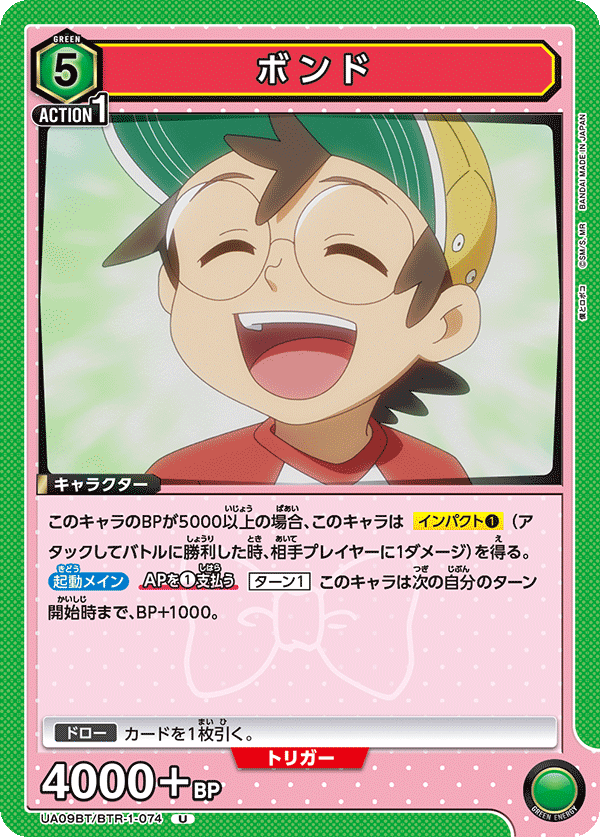 GREEN
5
ボンド
ACTION 1
BANDAI MADE IN JAPAN
©SM/S, MR
僕とロボコ
キャラクター
このキャラのBPが5000以上の場合、このキャラは インパクト❶ (ア
タックしてバトルに勝利した時、相手プレイヤーに1ダメージ)を得る。
起動メイン APを❶支払う ターン1 このキャラは次の自分のターン
開始時まで、BP+1000。
ドロー カードを1枚引く。
トリガー
4000+BP
UA09BT/BTR-1-074 U
GREEN ENERGY